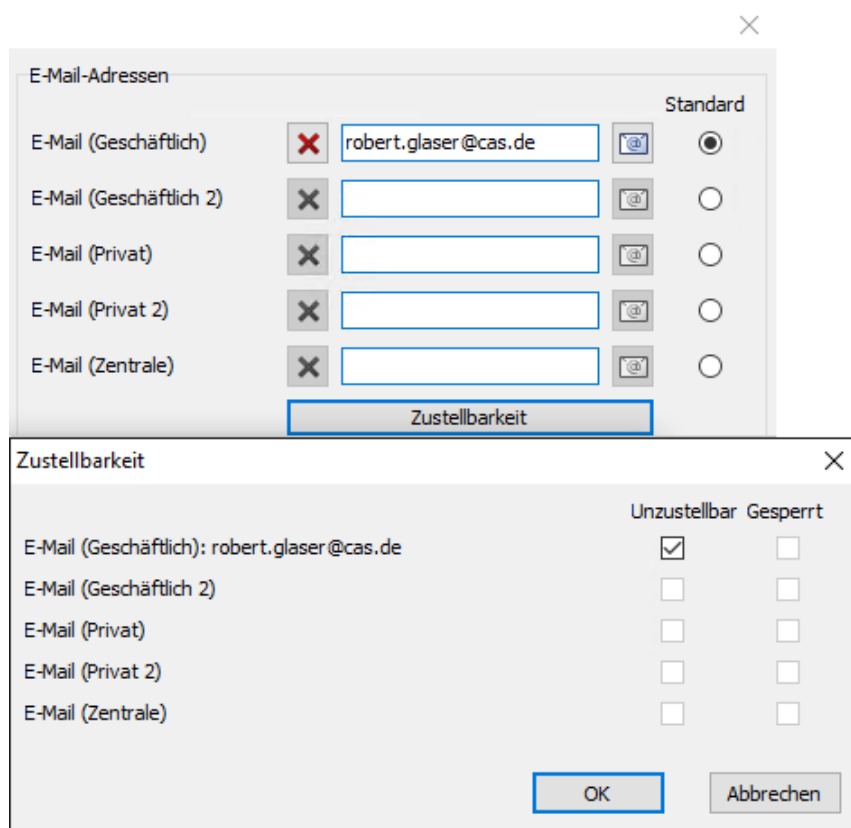 E-Mail-Adressen
Standard
E-Mail (Geschäftlich) robert.glaser@cas.de
E-Mail (Geschäftlich 2)
E-Mail (Privat)
E-Mail (Privat 2)
E-Mail (Zentrale)
Zustellbarkeit
Zustellbarkeit
Unzustellbar Gesperrt
E-Mail (Geschäftlich): robert.glaser@cas.de
E-Mail (Geschäftlich 2)
E-Mail (Privat)
E-Mail (Privat 2)
E-Mail (Zentrale)
OK Abbrechen